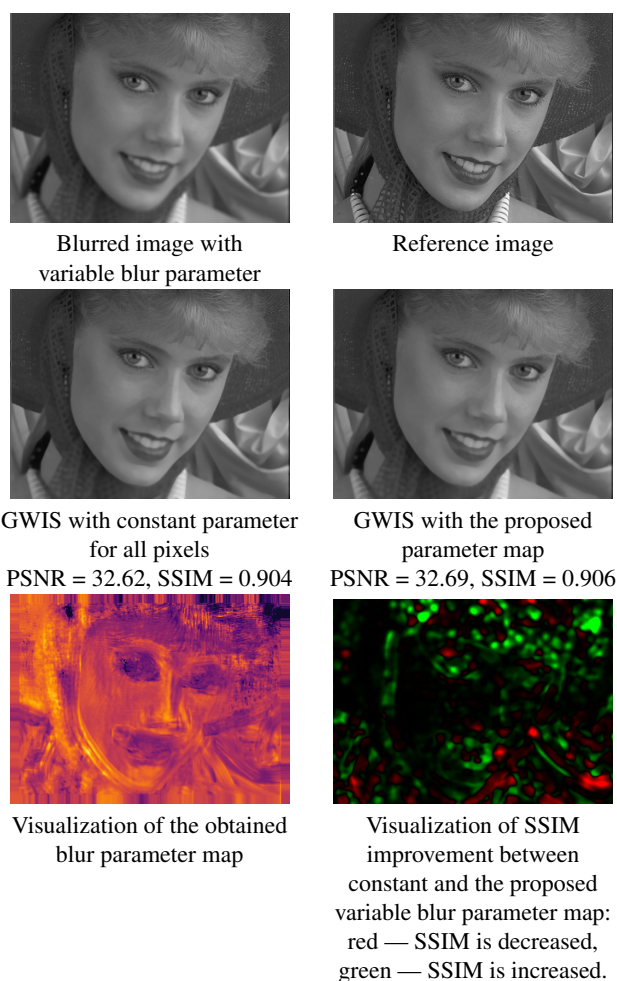 Blurred image with
variable blur parameter
Reference image
GWIS with constant parameter
for all pixels
PSNR = 32.62, SSIM = 0.904
GWIS with the proposed
parameter map
PSNR = 32.69, SSIM = 0.906
Visualization of the obtained
blur parameter map
Visualization of SSIM
improvement between
constant and the proposed
variable blur parameter map:
red — SSIM is decreased,
green — SSIM is increased.